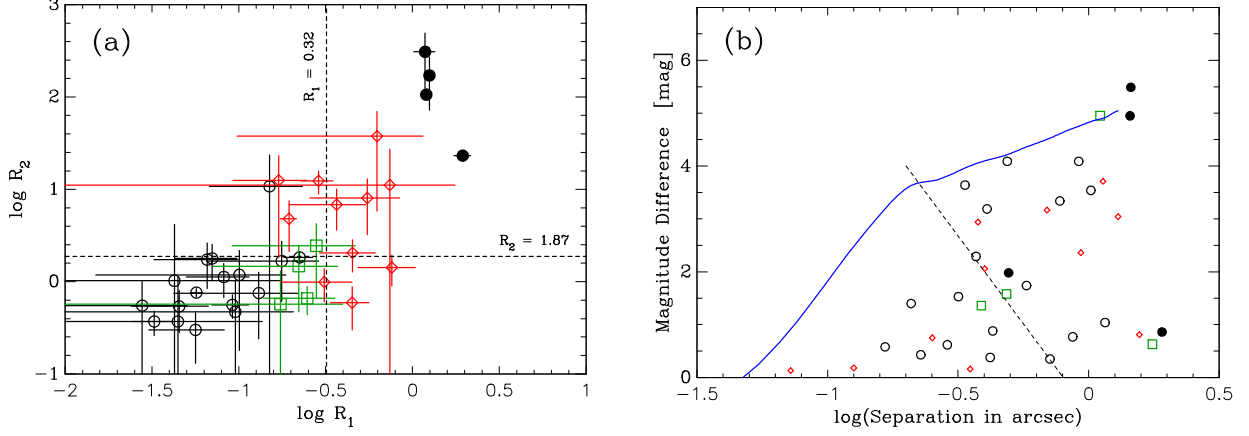 (a)
log R2
3
2
1
0
−1
R1 = 0.32
R2 = 1.87
−2
−1.5
−1
−0.5
0
0.5
1
log R1
(b)
Magnitude Difference [mag]
6
4
2
0
−1.5
−1
−0.5
0
0.5
log(Separation in arcsec)